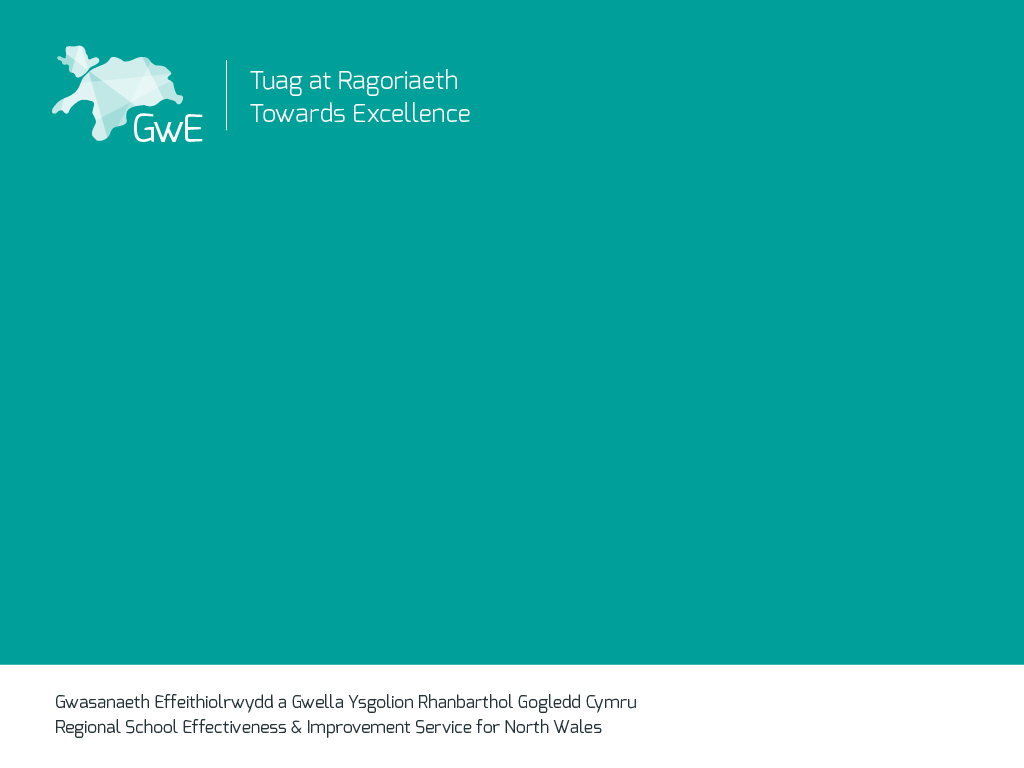 GwE
Tuag at Ragoriaeth
Towards Excellence
Gwasanaeth Effeithiolrwydd a Gwella Ysgolion Rhanbarthol Gogledd Cymru
Regional School Effectiveness & Improvement Service for North Wales